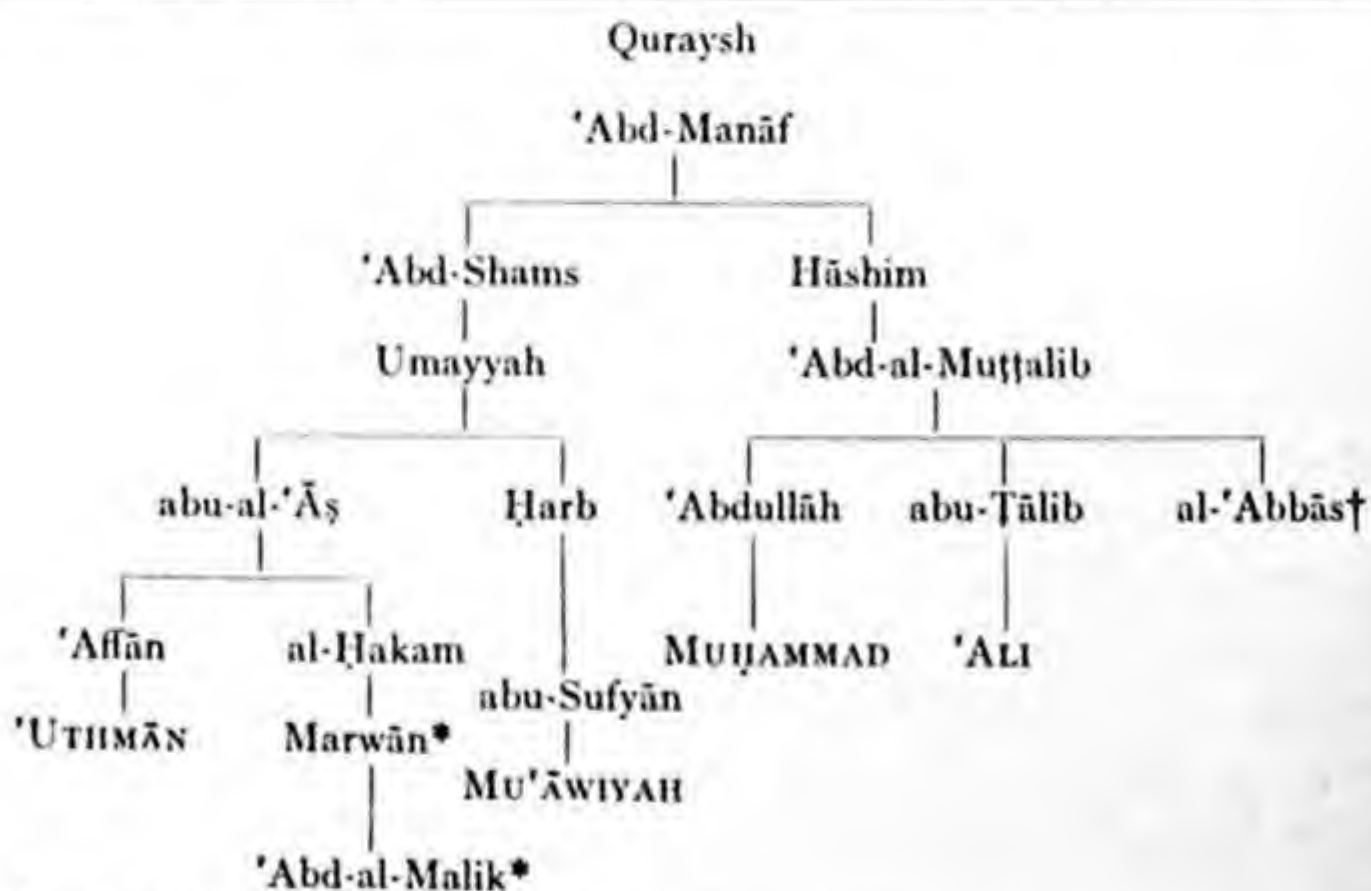 Quraysh
'Abd-Manāf
'Abd-Shams Hāshim
Umayyah 'Abd-al-Muṭṭalib
abu-al-'Āṣ Ḥarb 'Abdullāh abu-Ṭālib al-'Abbās†
'Affān al-Ḥakam MUḤAMMAD 'ALI
abu-Sufyān
'UTHMĀN Marwān*
MU'ĀWIYAH
'Abd-al-Malik*